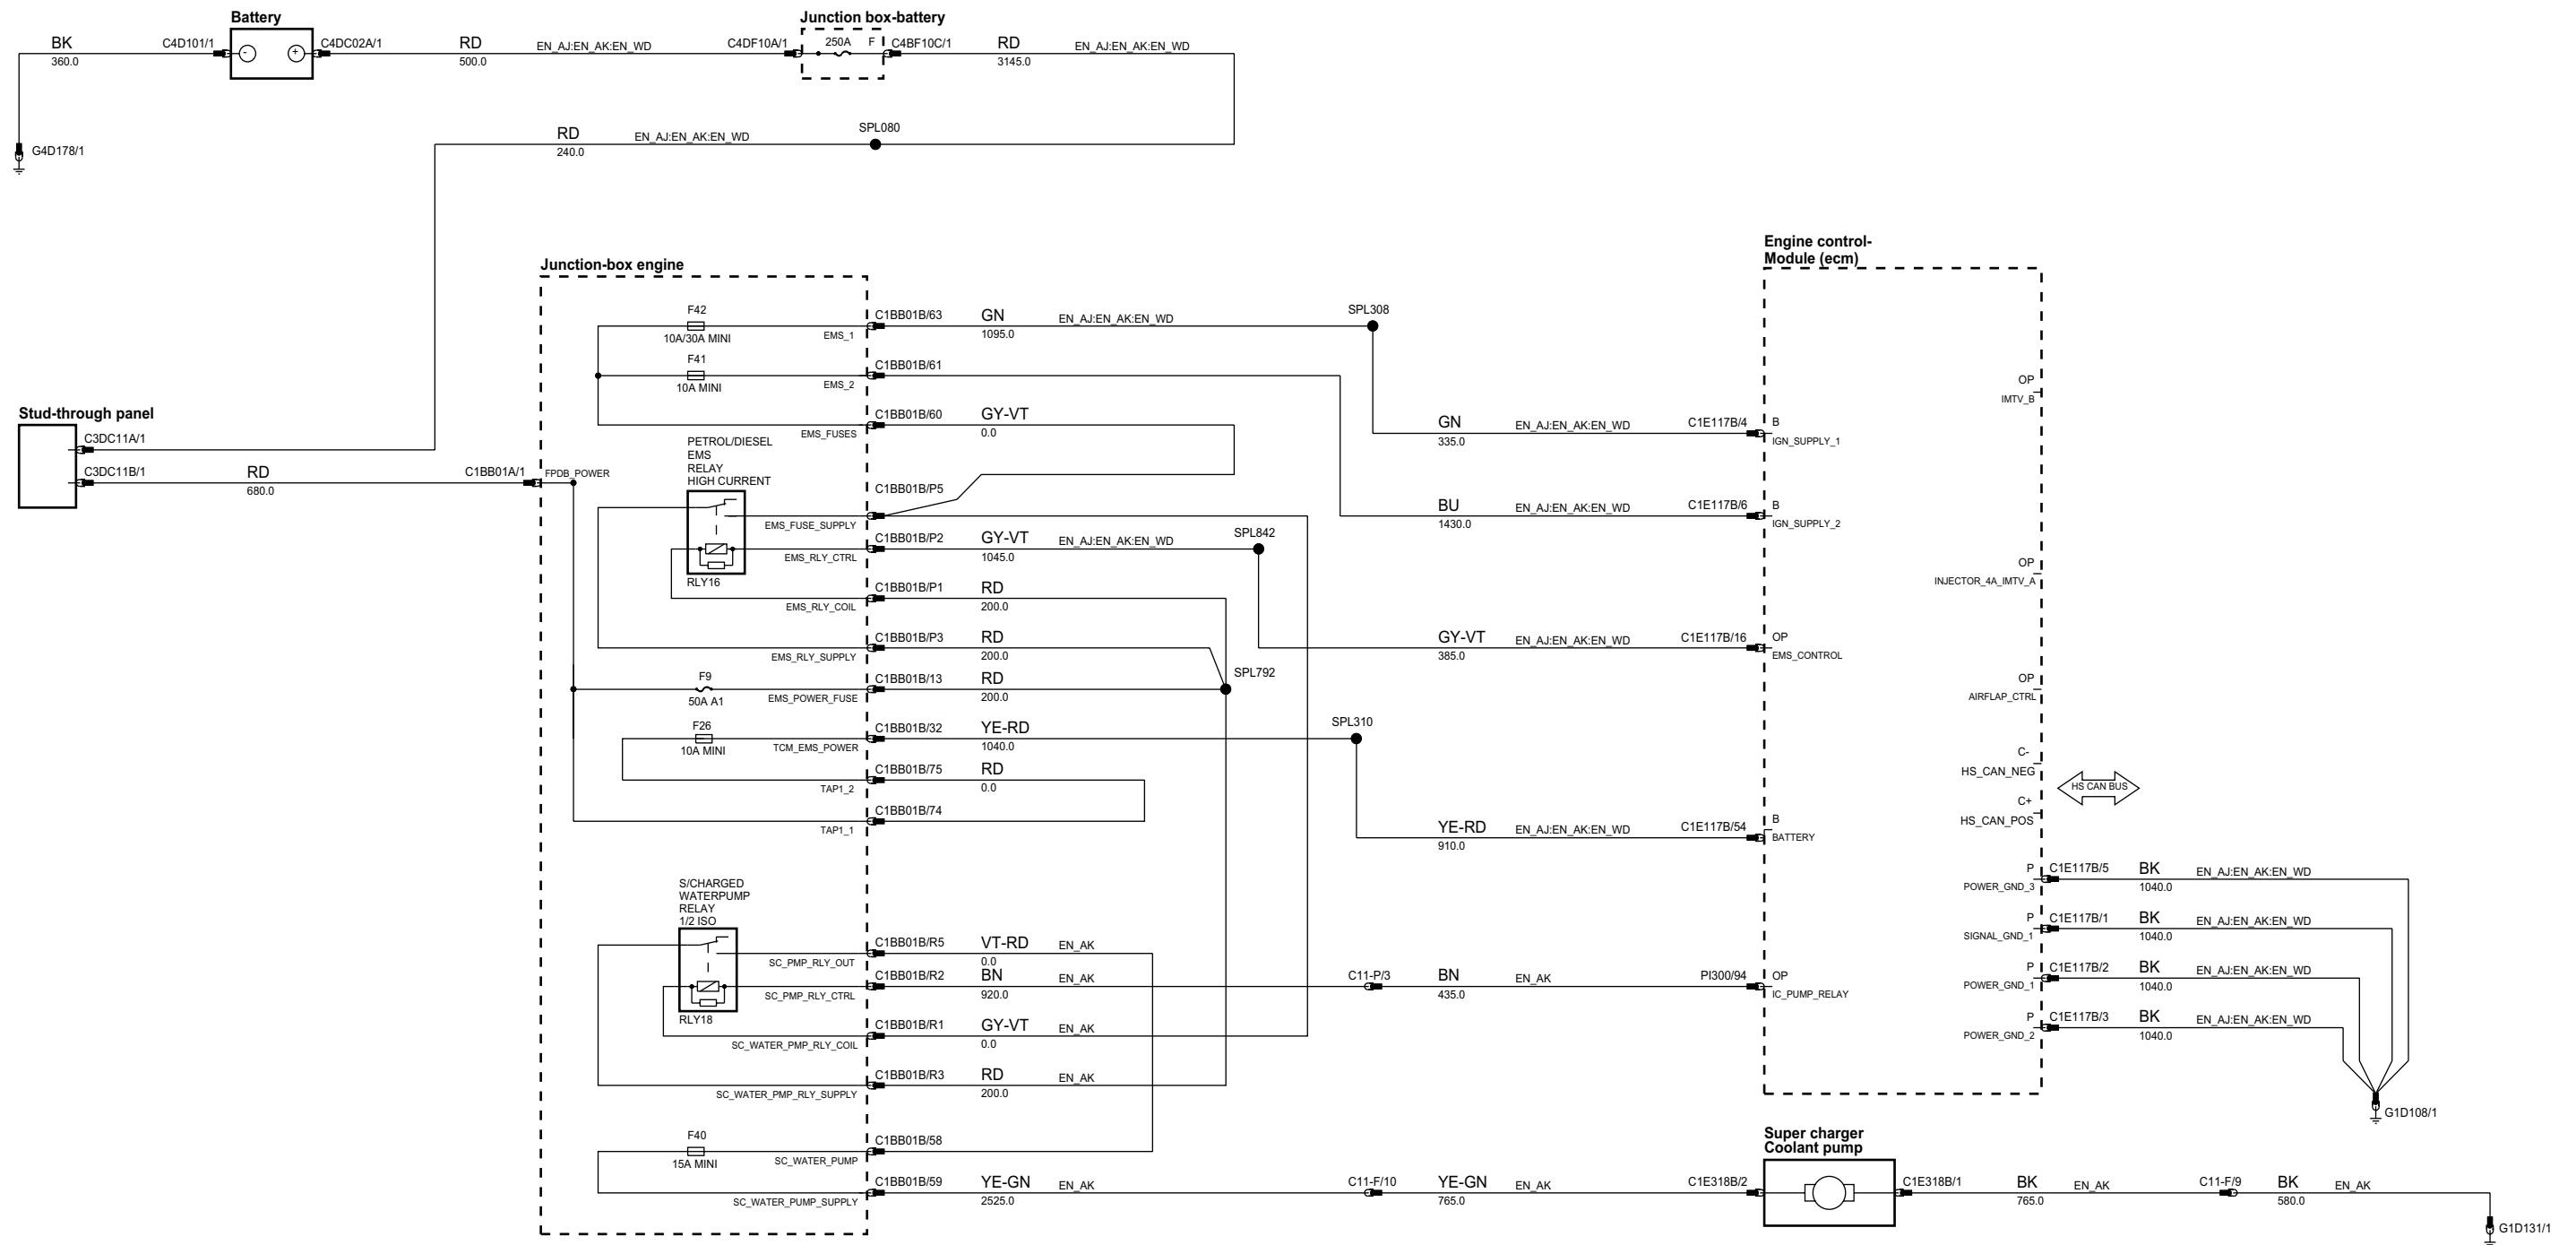 Battery
Junction box-battery
BK
360.0
C4D101/1
-
+
C4DC02A/1
RD
500.0
EN_AJ:EN_AK:EN_WD
C4DF10A/1
250A
F
C4BF10C/1
RD
3145.0
EN_AJ:EN_AK:EN_WD
G4D178/1
RD
240.0
EN_AJ:EN_AK:EN_WD
SPL080
Stud-through panel
C3DC11A/1
C3DC11B/1
RD
680.0
C1BB01A/1
FPDB_POWER
Junction-box engine
F42
10A/30A MINI
EMS_1
C1BB01B/63
GN
1095.0
EN_AJ:EN_AK:EN_WD
SPL308
F41
10A MINI
EMS_2
C1BB01B/61
EMS_FUSES
C1BB01B/60
GY-VT
0.0
PETROL/DIESEL
EMS
RELAY
HIGH CURRENT
RLY16
EMS_FUSE_SUPPLY
C1BB01B/P5
EMS_RLY_CTRL
C1BB01B/P2
GY-VT
1045.0
EN_AJ:EN_AK:EN_WD
SPL842
EMS_RLY_COIL
C1BB01B/P1
RD
200.0
EMS_RLY_SUPPLY
C1BB01B/P3
RD
200.0
SPL792
F9
50A A1
EMS_POWER_FUSE
C1BB01B/13
RD
200.0
F26
10A MINI
TCM_EMS_POWER
C1BB01B/32
YE-RD
1040.0
SPL310
TAP1_2
C1BB01B/75
RD
0.0
TAP1_1
C1BB01B/74
S/CHARGED
WATERPUMP
RELAY
1/2 ISO
RLY18
SC_PMP_RLY_OUT
C1BB01B/R5
VT-RD
0.0
EN_AK
SC_PMP_RLY_CTRL
C1BB01B/R2
BN
920.0
EN_AK
C11-P/3
BN
435.0
EN_AK
PI300/94
SC_WATER_PMP_RLY_COIL
C1BB01B/R1
GY-VT
0.0
EN_AK
SC_WATER_PMP_RLY_SUPPLY
C1BB01B/R3
RD
200.0
EN_AK
F40
15A MINI
SC_WATER_PUMP
C1BB01B/58
SC_WATER_PUMP_SUPPLY
C1BB01B/59
YE-GN
2525.0
EN_AK
C11-F/10
YE-GN
765.0
EN_AK
C1E318B/2
Engine control-
Module (ecm)
GN
335.0
EN_AJ:EN_AK:EN_WD
C1E117B/4
B
IGN_SUPPLY_1
BU
1430.0
EN_AJ:EN_AK:EN_WD
C1E117B/6
B
IGN_SUPPLY_2
GY-VT
385.0
EN_AJ:EN_AK:EN_WD
C1E117B/16
OP
EMS_CONTROL
YE-RD
910.0
EN_AJ:EN_AK:EN_WD
C1E117B/54
B
BATTERY
OP
IC_PUMP_RELAY
OP
IMTV_B
OP
INJECTOR_4A_IMTV_A
OP
AIRFLAP_CTRL
C-
HS_CAN_NEG
HS CAN BUS
C+
HS_CAN_POS
P
POWER_GND_3
C1E117B/5
BK
1040.0
EN_AJ:EN_AK:EN_WD
P
SIGNAL_GND_1
C1E117B/1
BK
1040.0
EN_AJ:EN_AK:EN_WD
P
POWER_GND_1
C1E117B/2
BK
1040.0
EN_AJ:EN_AK:EN_WD
P
POWER_GND_2
C1E117B/3
BK
1040.0
EN_AJ:EN_AK:EN_WD
G1D108/1
Super charger
Coolant pump
C1E318B/1
BK
765.0
EN_AK
C11-F/9
BK
580.0
EN_AK
G1D131/1